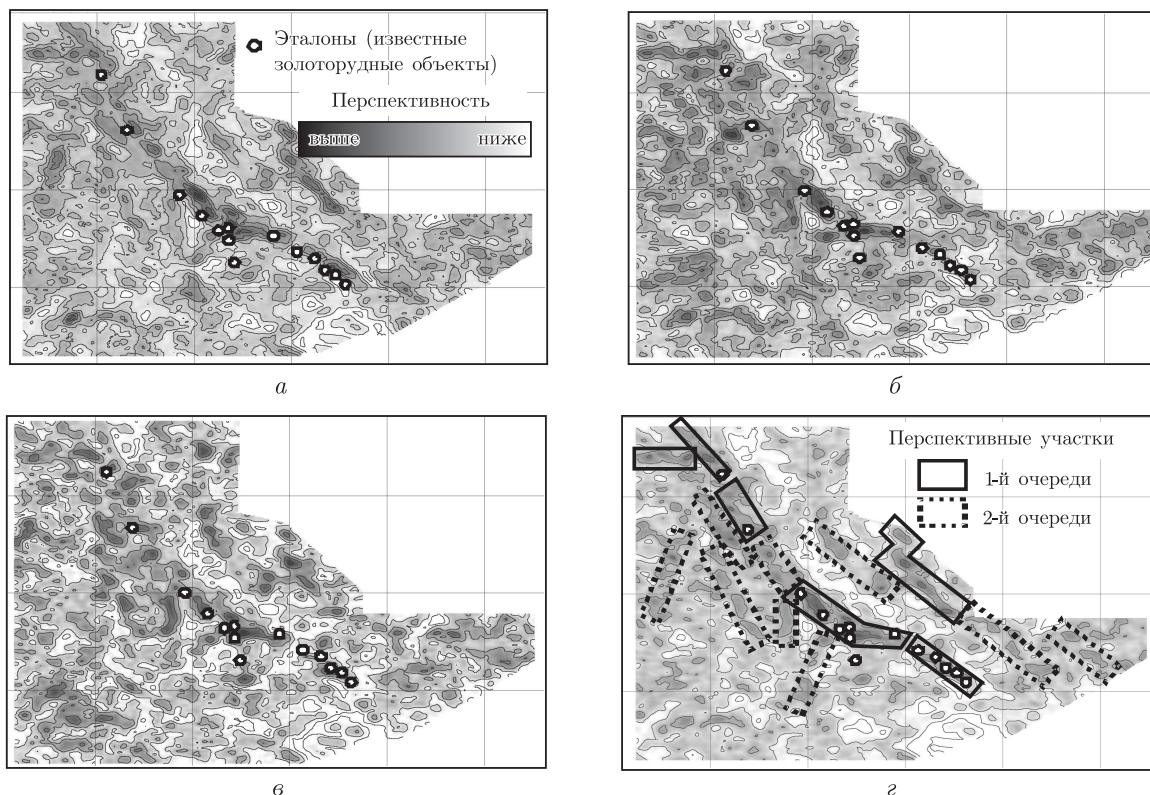 Эталоны (известные
золоторудные объекты)
Перспективность
выше ниже
а
б
Перспективные участки
1-й очереди
2-й очереди
в
г